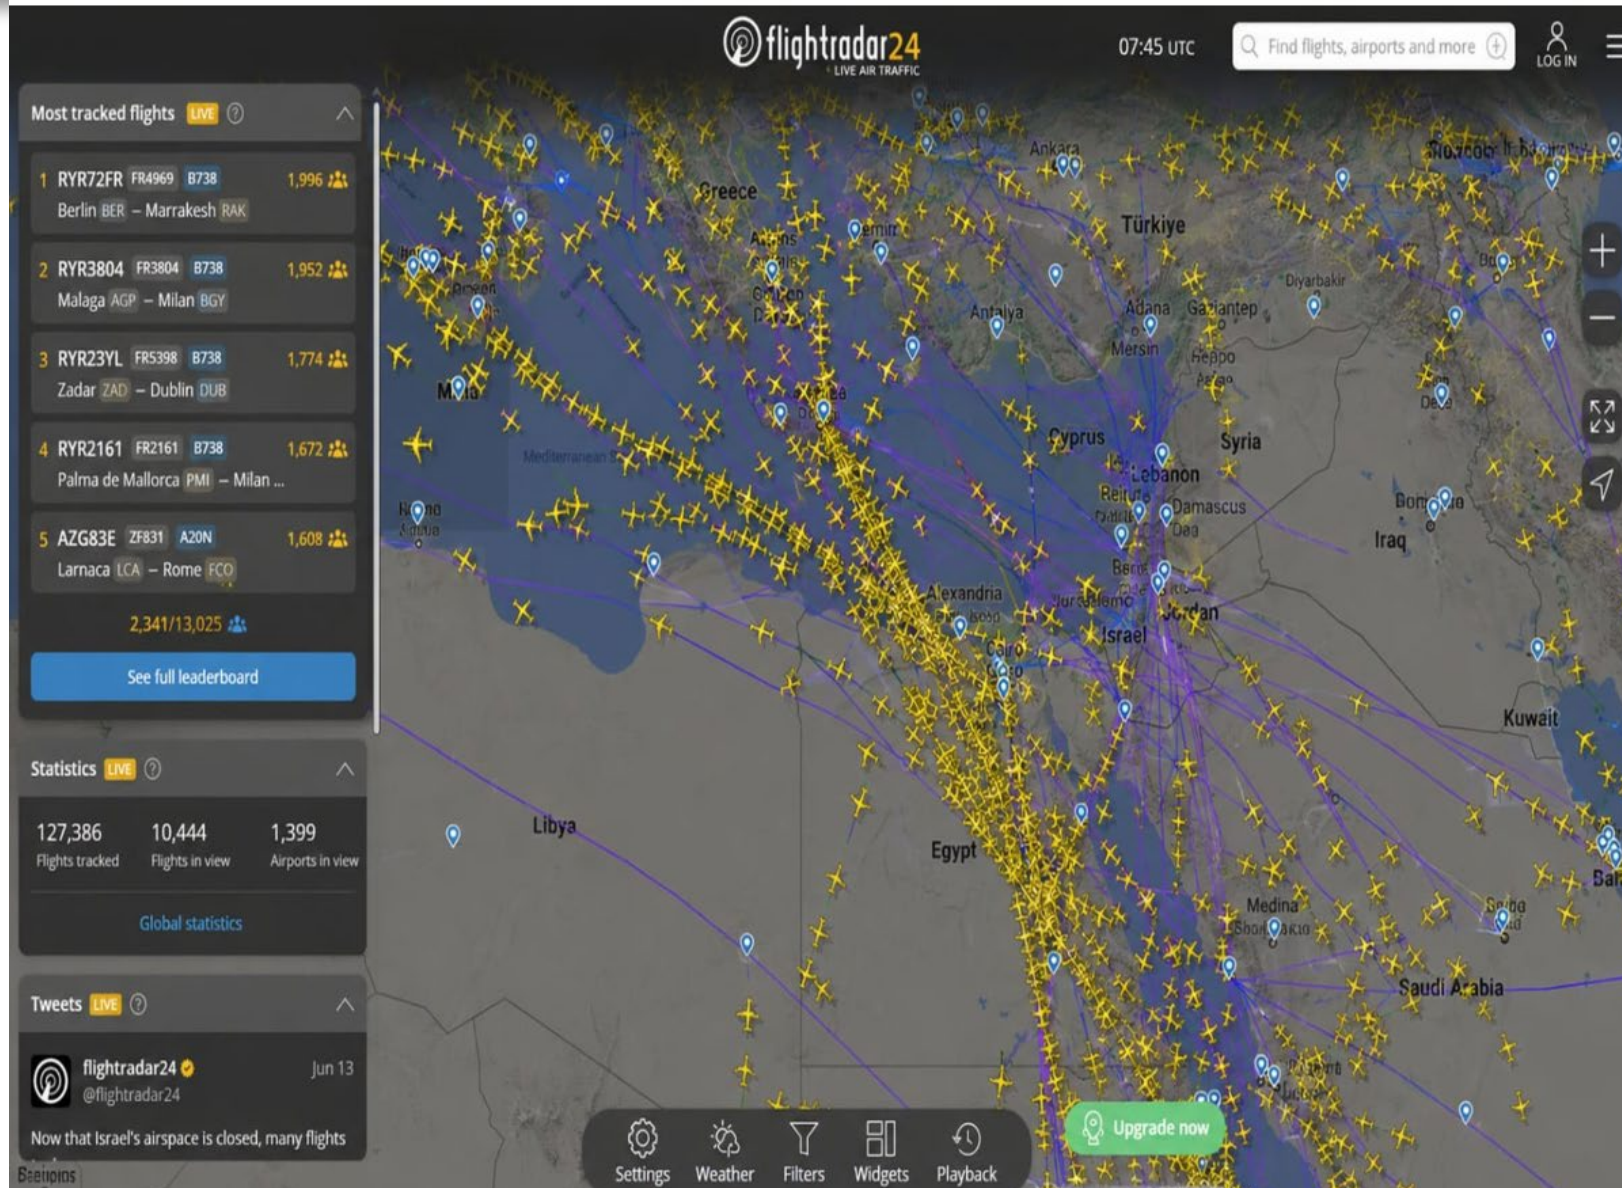 flightradar24
LIVE AIR TRAFFIC
07:45 UTC
Find flights, airports and more
LOG IN
Most tracked flights LIVE ?
1 RYR72FR FR4969 B738 1,996
Berlin BER – Marrakesh RAK
2 RYR3804 FR3804 B738 1,952
Malaga AGP – Milan BGY
3 RYR23YL FR5398 B738 1,774
Zadar ZAD – Dublin DUB
4 RYR2161 FR2161 B738 1,672
Palma de Mallorca PMI – Milan ...
5 AZG83E ZF831 A20N 1,608
Larnaca LCA – Rome FCO
2,341/13,025
See full leaderboard
Statistics LIVE ?
127,386 10,444 1,399
Flights tracked Flights in view Airports in view
Global statistics
Tweets LIVE ?
flightradar24 Jun 13
@flightradar24
Now that Israel's airspace is closed, many flights
Ankara
Greece
Türkiye
Diyarbakir
Antalya
Adana
Gaziantep
Mersin
Cyprus
Syria
Lebanon
Mediterranean
Damascus
Iraq
Alexandria
Jordan
Israel
Cairo
Kuwait
Libya
Egypt
Medina
Saudi Arabia
Upgrade now
Settings Weather Filters Widgets Playback